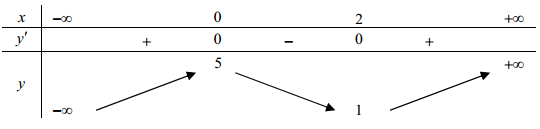 x −∞ 0 2 +∞
y′ + 0 − 0 +
5 +∞
y
−∞ 1